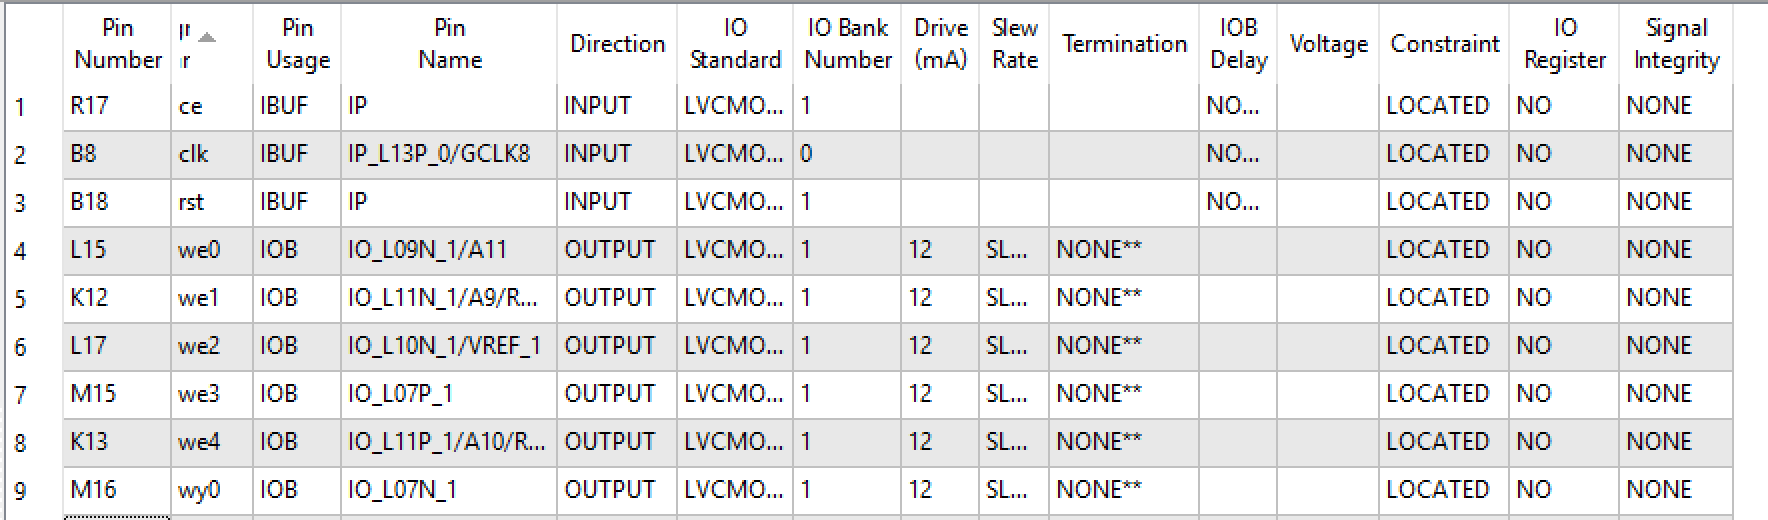 Pin Number Pin Usage Pin Name Direction IO Standard IO Bank Number Drive (mA) Slew Rate Termination IOB Delay Voltage Constraint IO Register Signal Integrity
1 R17 ce IBUF IP INPUT LVCMO... 1 NO... LOCATED NO NONE
2 B8 clk IBUF IP_L13P_0/GCLK8 INPUT LVCMO... 0 NO... LOCATED NO NONE
3 B18 rst IBUF IP INPUT LVCMO... 1 NO... LOCATED NO NONE
4 L15 we0 IOB IO_L09N_1/A11 OUTPUT LVCMO... 1 12 SL... NONE** LOCATED NO NONE
5 K12 we1 IOB IO_L11N_1/A9/R... OUTPUT LVCMO... 1 12 SL... NONE** LOCATED NO NONE
6 L17 we2 IOB IO_L10N_1/VREF_1 OUTPUT LVCMO... 1 12 SL... NONE** LOCATED NO NONE
7 M15 we3 IOB IO_L07P_1 OUTPUT LVCMO... 1 12 SL... NONE** LOCATED NO NONE
8 K13 we4 IOB IO_L11P_1/A10/R... OUTPUT LVCMO... 1 12 SL... NONE** LOCATED NO NONE
9 M16 wy0 IOB IO_L07N_1 OUTPUT LVCMO... 1 12 SL... NONE** LOCATED NO NONE